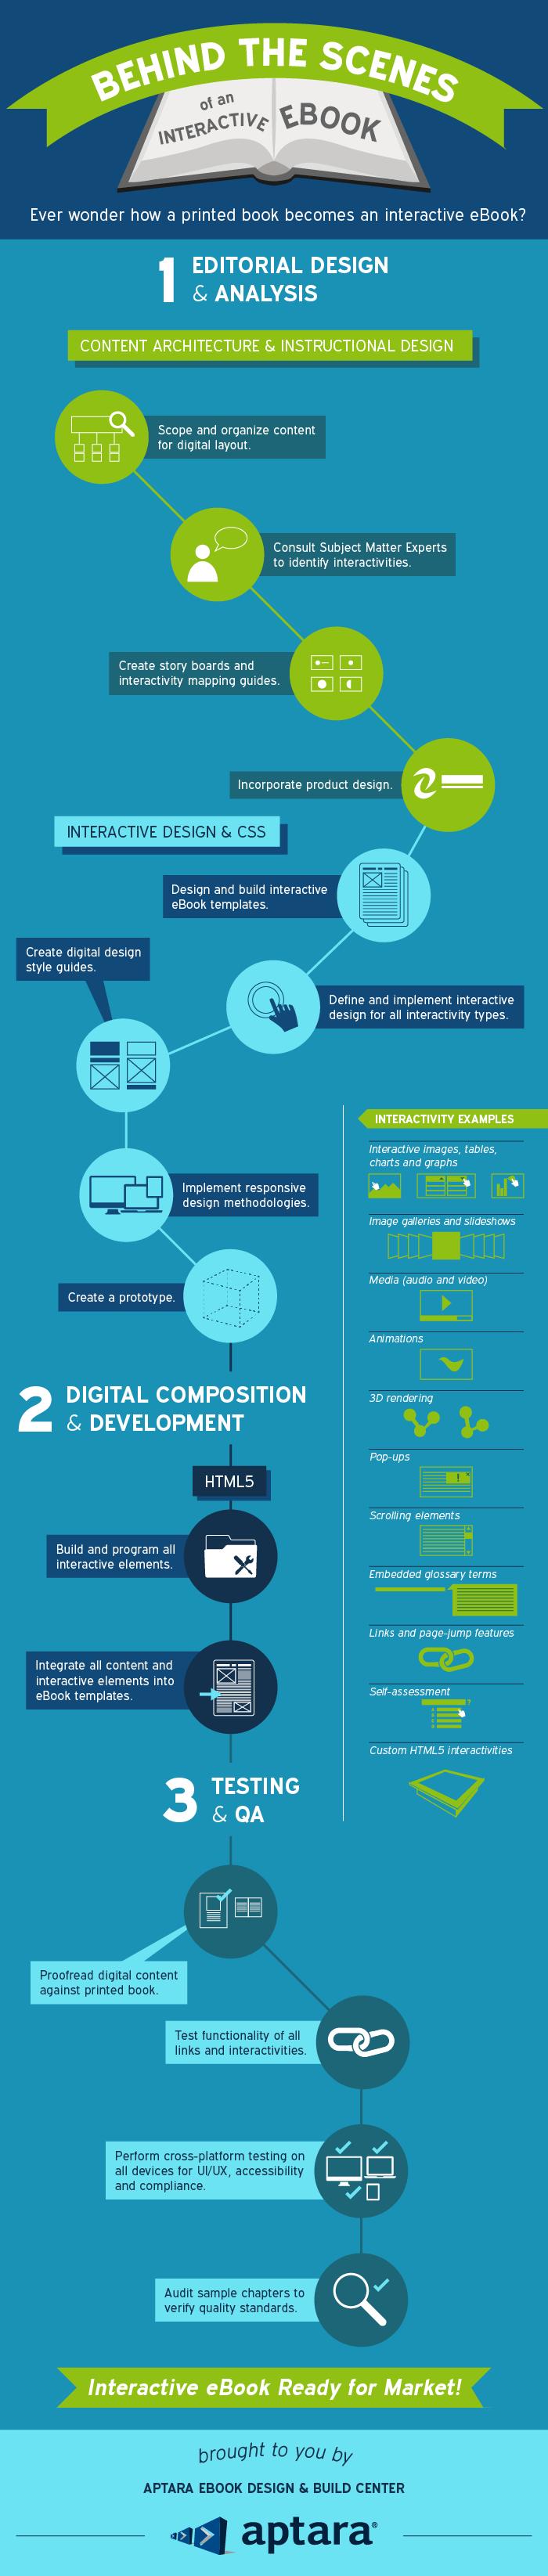 BEHIND THE SCENES
of an
INTERACTIVE EBOOK
Ever wonder how a printed book becomes an interactive eBook?
1 EDITORIAL DESIGN
& ANALYSIS
CONTENT ARCHITECTURE & INSTRUCTIONAL DESIGN
Scope and organize content
for digital layout.
Consult Subject Matter Experts
to identify interactivities.
Create story boards and
interactivity mapping guides.
Incorporate product design.
INTERACTIVE DESIGN & CSS
Design and build interactive
eBook templates.
Create digital design
style guides.
Define and implement interactive
design for all interactivity types.
Implement responsive
design methodologies.
Create a prototype.
INTERACTIVITY EXAMPLES
Interactive images, tables,
charts and graphs
Image galleries and slideshows
Media (audio and video)
Animations
3D rendering
Pop-ups
!
Scrolling elements
Embedded glossary terms
Links and page-jump features
Self-assessment
?
Custom HTML5 interactivities
2 DIGITAL COMPOSITION
& DEVELOPMENT
HTML5
Build and program all
interactive elements.
Integrate all content and
interactive elements into
eBook templates.
3 TESTING
& QA
Proofread digital content
against printed book.
Test functionality of all
links and interactivities.
Perform cross-platform testing on
all devices for UI/UX, accessibility
and compliance.
Audit sample chapters to
verify quality standards.
Interactive eBook Ready for Market!
brought to you by
APTARA EBOOK DESIGN & BUILD CENTER
aptara®